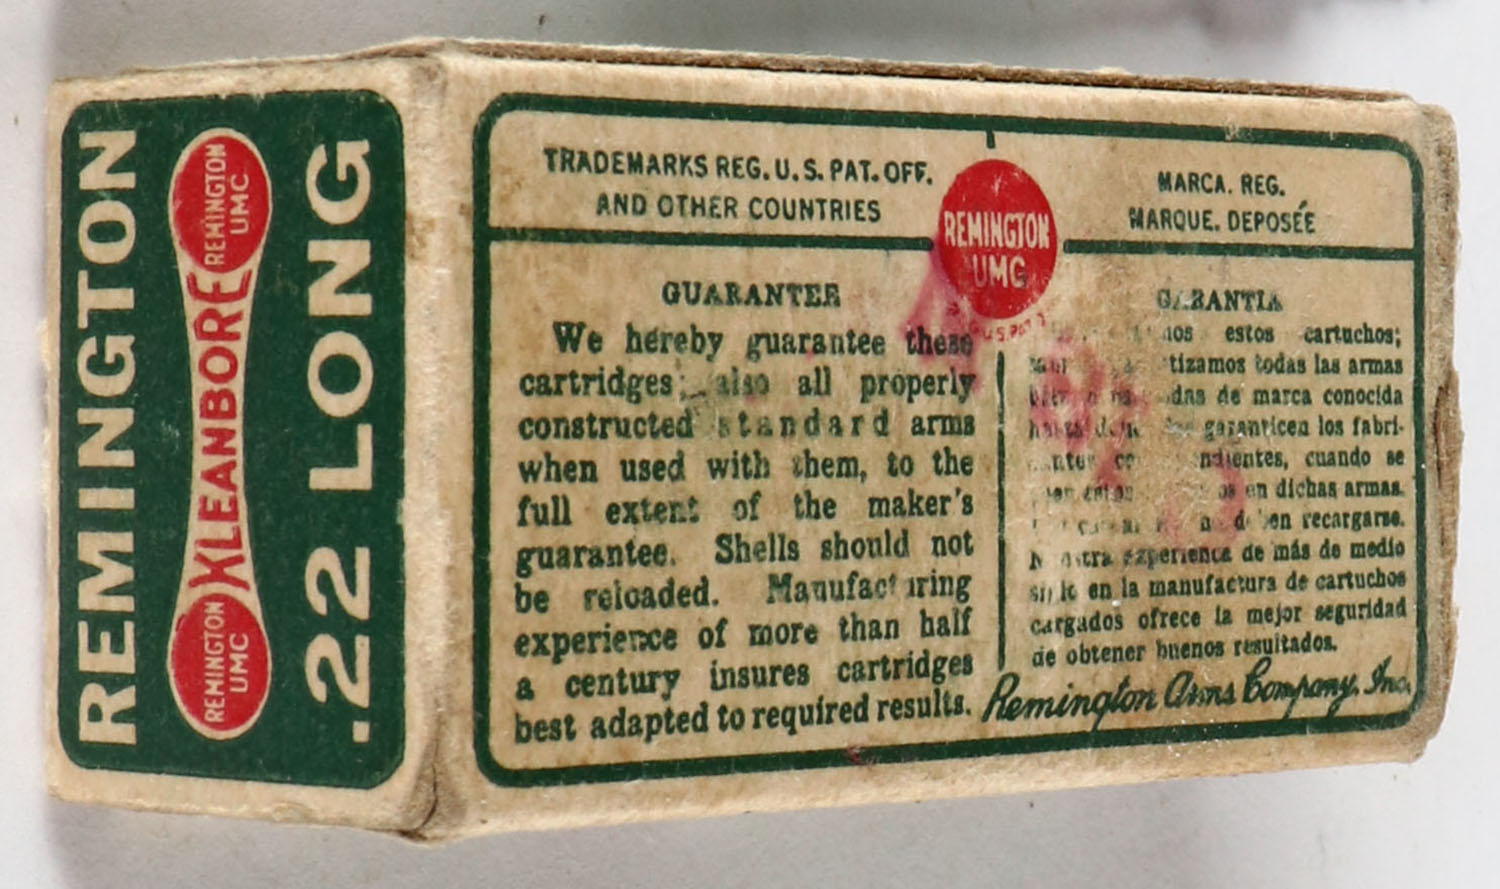 REMINGTON
REMINGTON
UMC
KLEANBORE
REMINGTON
UMC
.22 LONG
TRADEMARKS REG. U. S. PAT. OFF.
AND OTHER COUNTRIES
REMINGTON
UMC
MARCA. REG.
MARQUE. DEPOSÉE
GUARANTEE
We hereby guarantee these
cartridges; also all properly
constructed standard arms
when used with them, to the
full extent of the maker's
guarantee. Shells should not
be reloaded. Manufacturing
experience of more than half
a century insures cartridges
best adapted to required results.
GARANTIA
estos cartuchos;
todas las armas
de marca conocida
garanticen los fabri-
cuando se
en dichas armas.
recargarse.
experiencia de más de medio
en la manufactura de cartuchos
cargados ofrece la mejor seguridad
de obtener buenos resultados.
Remington Arms Company, Inc.